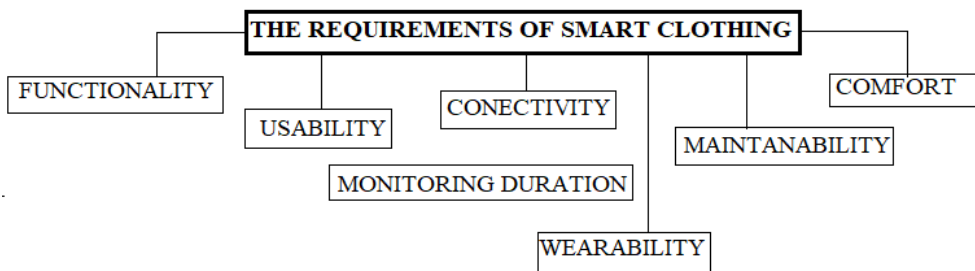 THE REQUIREMENTS OF SMART CLOTHING
FUNCTIONALITY
COMFORT
CONECTIVITY
USABILITY
MAINTANABILITY
MONITORING DURATION
WEARABILITY